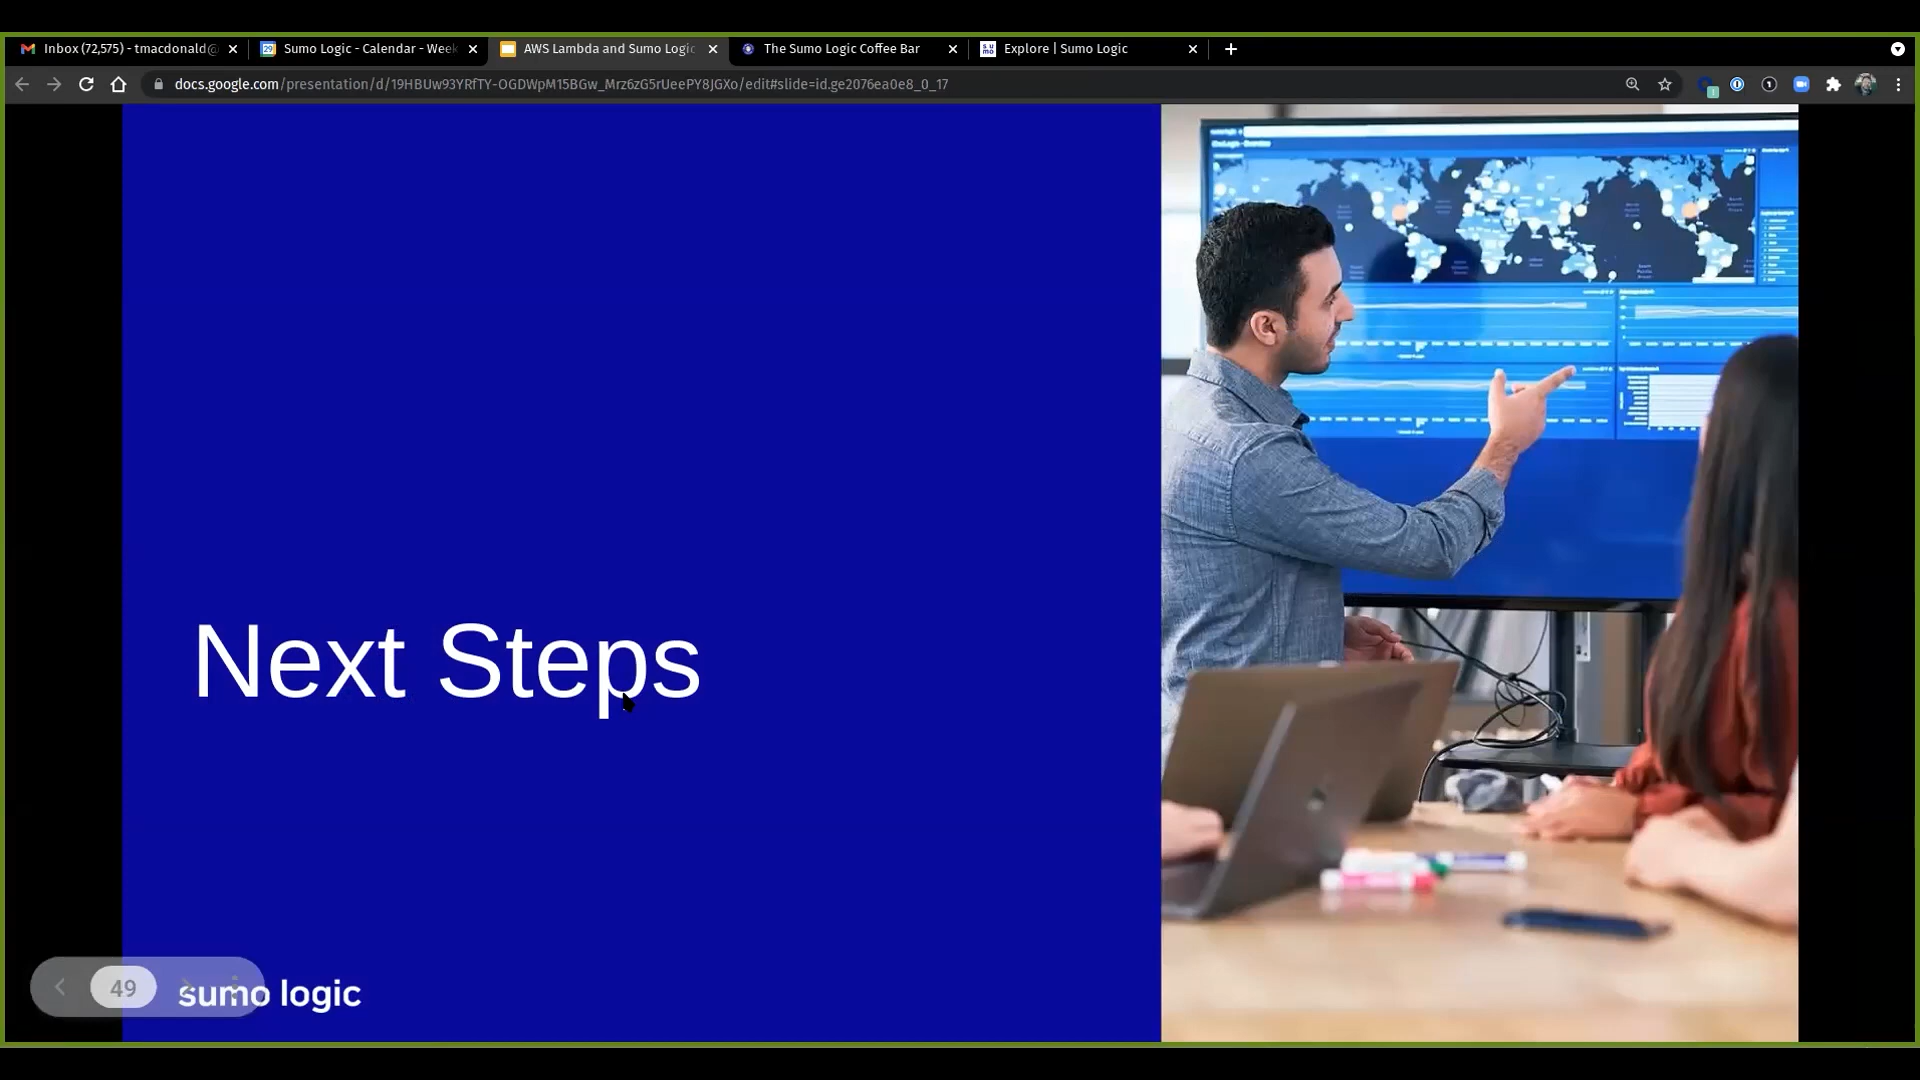 Inbox (72,575) - tmacdonald@
Sumo Logic - Calendar - Week
AWS Lambda and Sumo Logic
The Sumo Logic Coffee Bar
Explore | Sumo Logic
docs.google.com/presentation/d/19HBUw93YRfTY-OGDWpM15BGw_Mrz6zG5rUeePY8JGXo/edit#slide=id.ge2076ea0e8_0_17
Next Steps
49
sumo logic